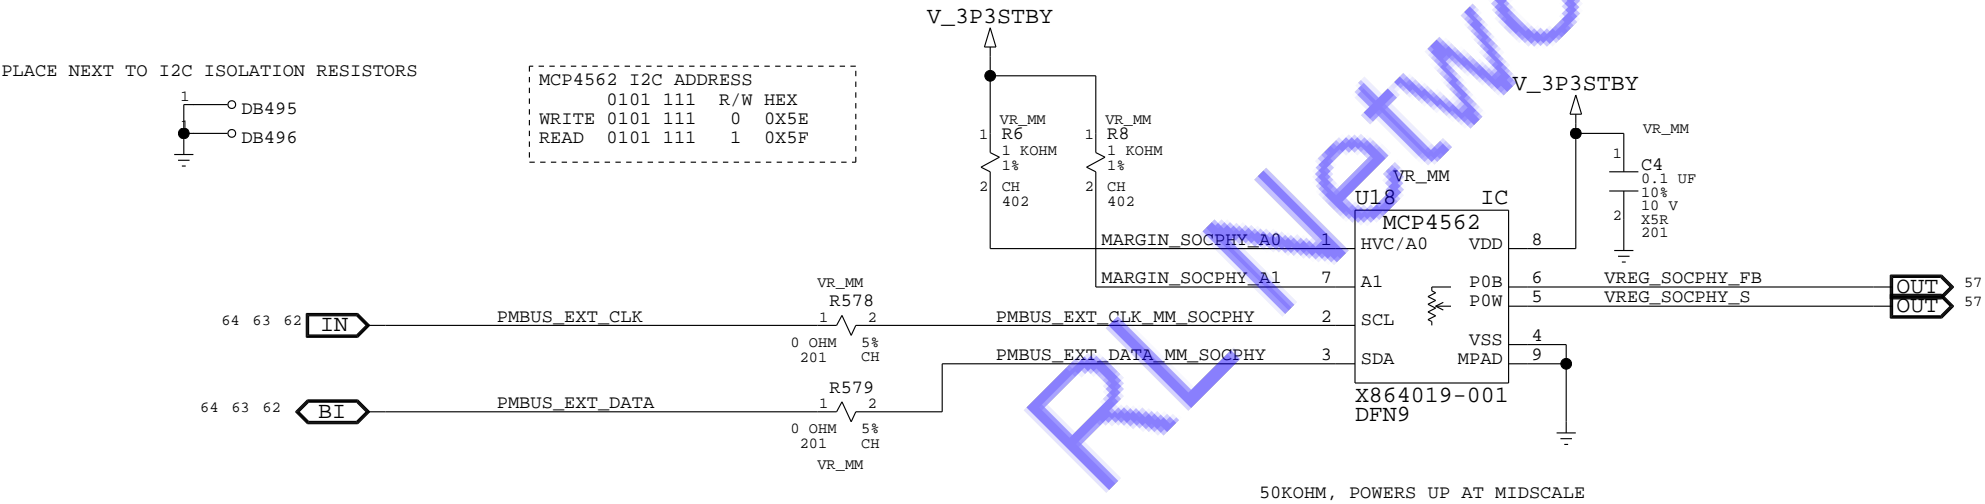 V_3P3STBY
PLACE NEXT TO I2C ISOLATION RESISTORS
1
DB495
1
DB496
MCP4562 I2C ADDRESS
0101 111 R/W HEX
WRITE 0101 111 0 0X5E
READ 0101 111 1 0X5F
VR_MM
1 R6
1 KOHM
1%
2 CH
402
VR_MM
1 R8
1 KOHM
1%
2 CH
402
V_3P3STBY
VR_MM
1
C4
0.1 UF
10%
10 V
2 X5R
201
VR_MM
U18 IC
MCP4562
MARGIN_SOCPHY_A0 1 HVC/A0
VDD 8
MARGIN_SOCPHY_A1 7 A1
P0B 6 VREG_SOCPHY_FB OUT 57
P0W 5 VREG_SOCPHY_S OUT 57
VR_MM
R578
64 63 62 IN PMBUS_EXT_CLK 1 2 PMBUS_EXT_CLK_MM_SOCPHY 2 SCL
0 OHM 5%
201 CH
VSS 4
PMBUS_EXT_DATA_MM_SOCPHY 3 SDA
MPAD 9
R579
64 63 62 BI PMBUS_EXT_DATA 1 2
0 OHM 5%
201 CH
VR_MM
X864019-001
DFN9
50KOHM, POWERS UP AT MIDSCALE
RL Netwo